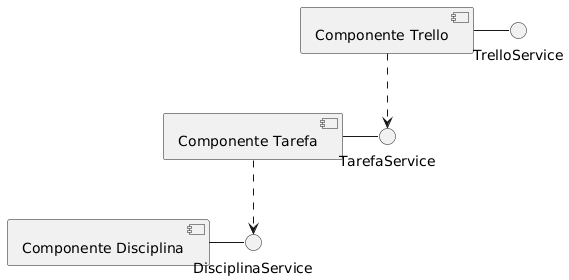 Componente Trello
TrelloService
Componente Tarefa
TarefaService
Componente Disciplina
DisciplinaService